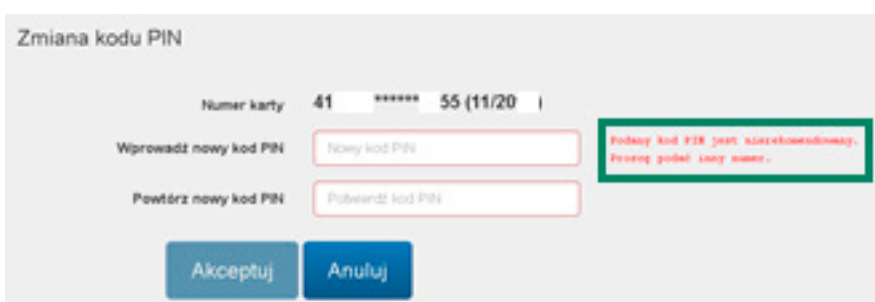 Zmiana kodu PIN
Numer karty 41 ****** 55 (11/20 )
Wprowadź nowy kod PIN Nowy kod PIN
Podany kod PIN jest nierekomendowany.
Proszę podać inny numer.
Powtórz nowy kod PIN Potwierdź kod PIN
Akceptuj Anuluj